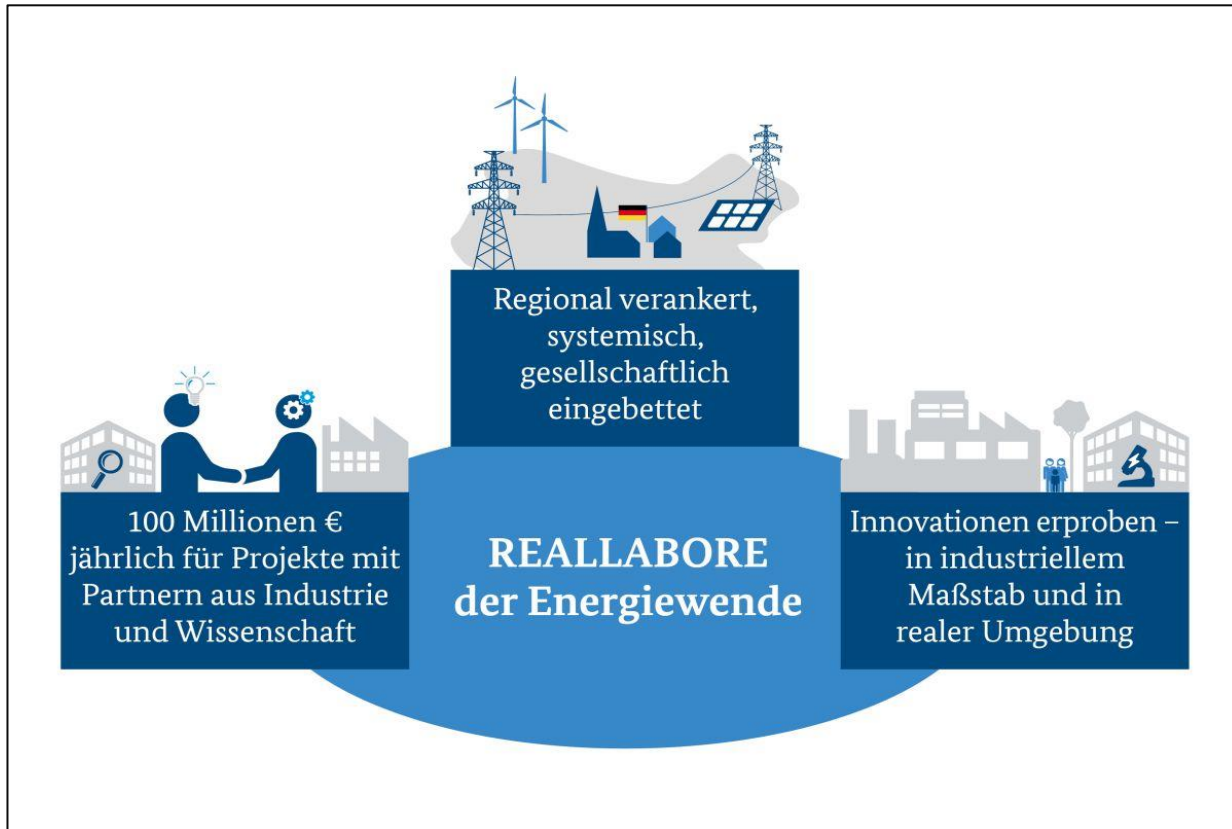 Regional verankert,
systemisch,
gesellschaftlich
eingebettet
100 Millionen €
jährlich für Projekte mit
Partnern aus Industrie
und Wissenschaft
REALLABORE
der Energiewende
Innovationen erproben –
in industriellem
Maßstab und in
realer Umgebung